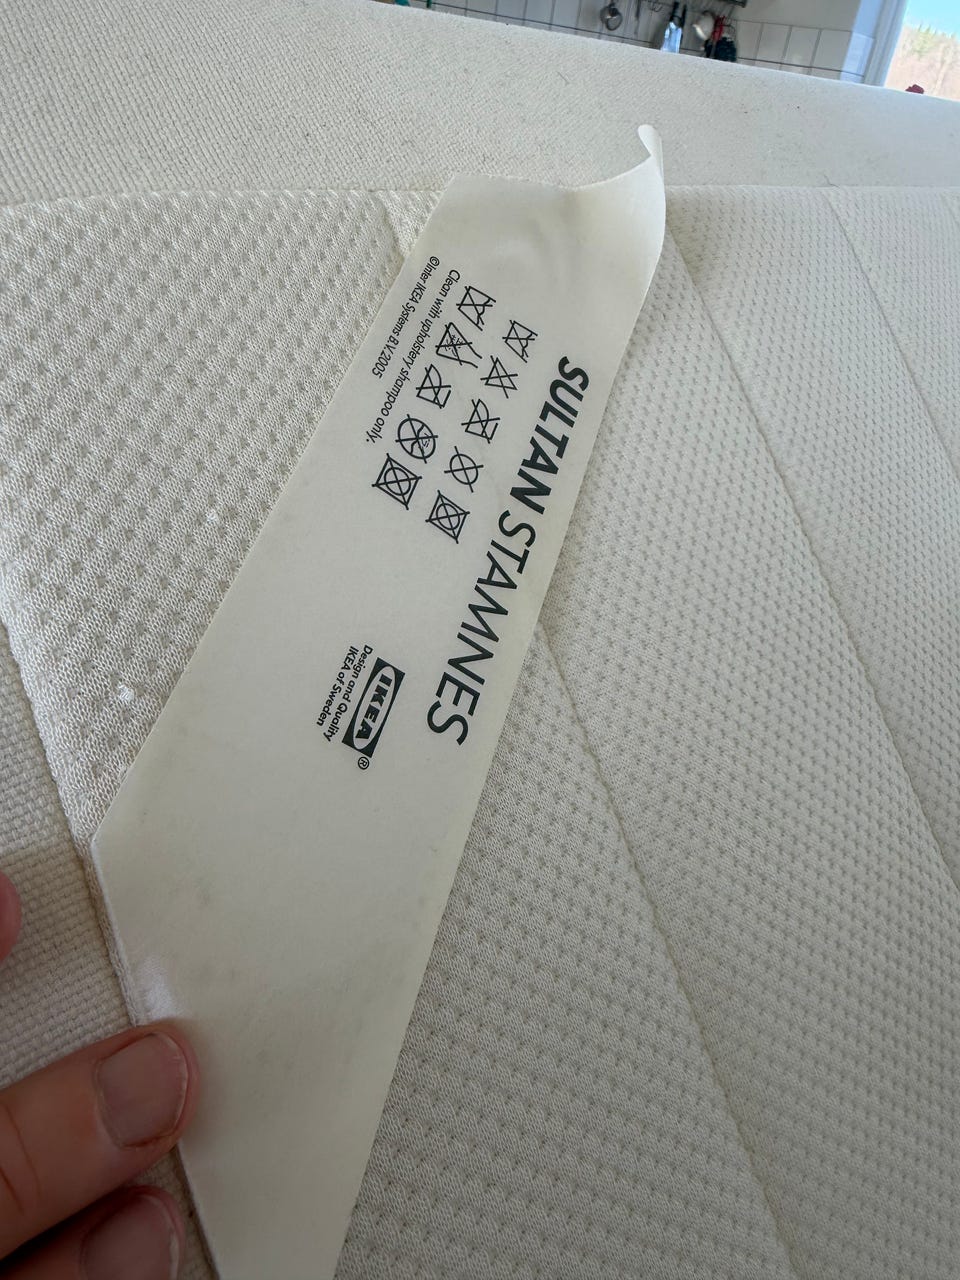 SULTAN STAMNES
Clean with upholstery shampoo only.
©Inter IKEA Systems B.V. 2005
IKEA®
Design and Quality
IKEA of Sweden